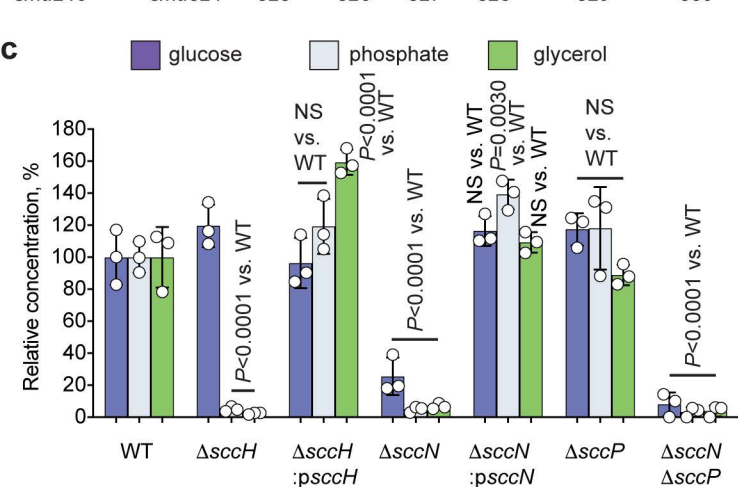 c
glucose phosphate glycerol
NS
vs.
WT
P<0.0001
vs. WT
NS vs. WT
P=0.0030
vs. WT
NS vs. WT
NS
vs.
WT
P<0.0001 vs. WT
P<0.0001 vs. WT
P<0.0001 vs. WT
Relative concentration, %
180
160
140
120
100
80
60
40
20
0
WT ΔsccH ΔsccH ΔsccN ΔsccN ΔsccP ΔsccN
:psccH :psccN ΔsccP